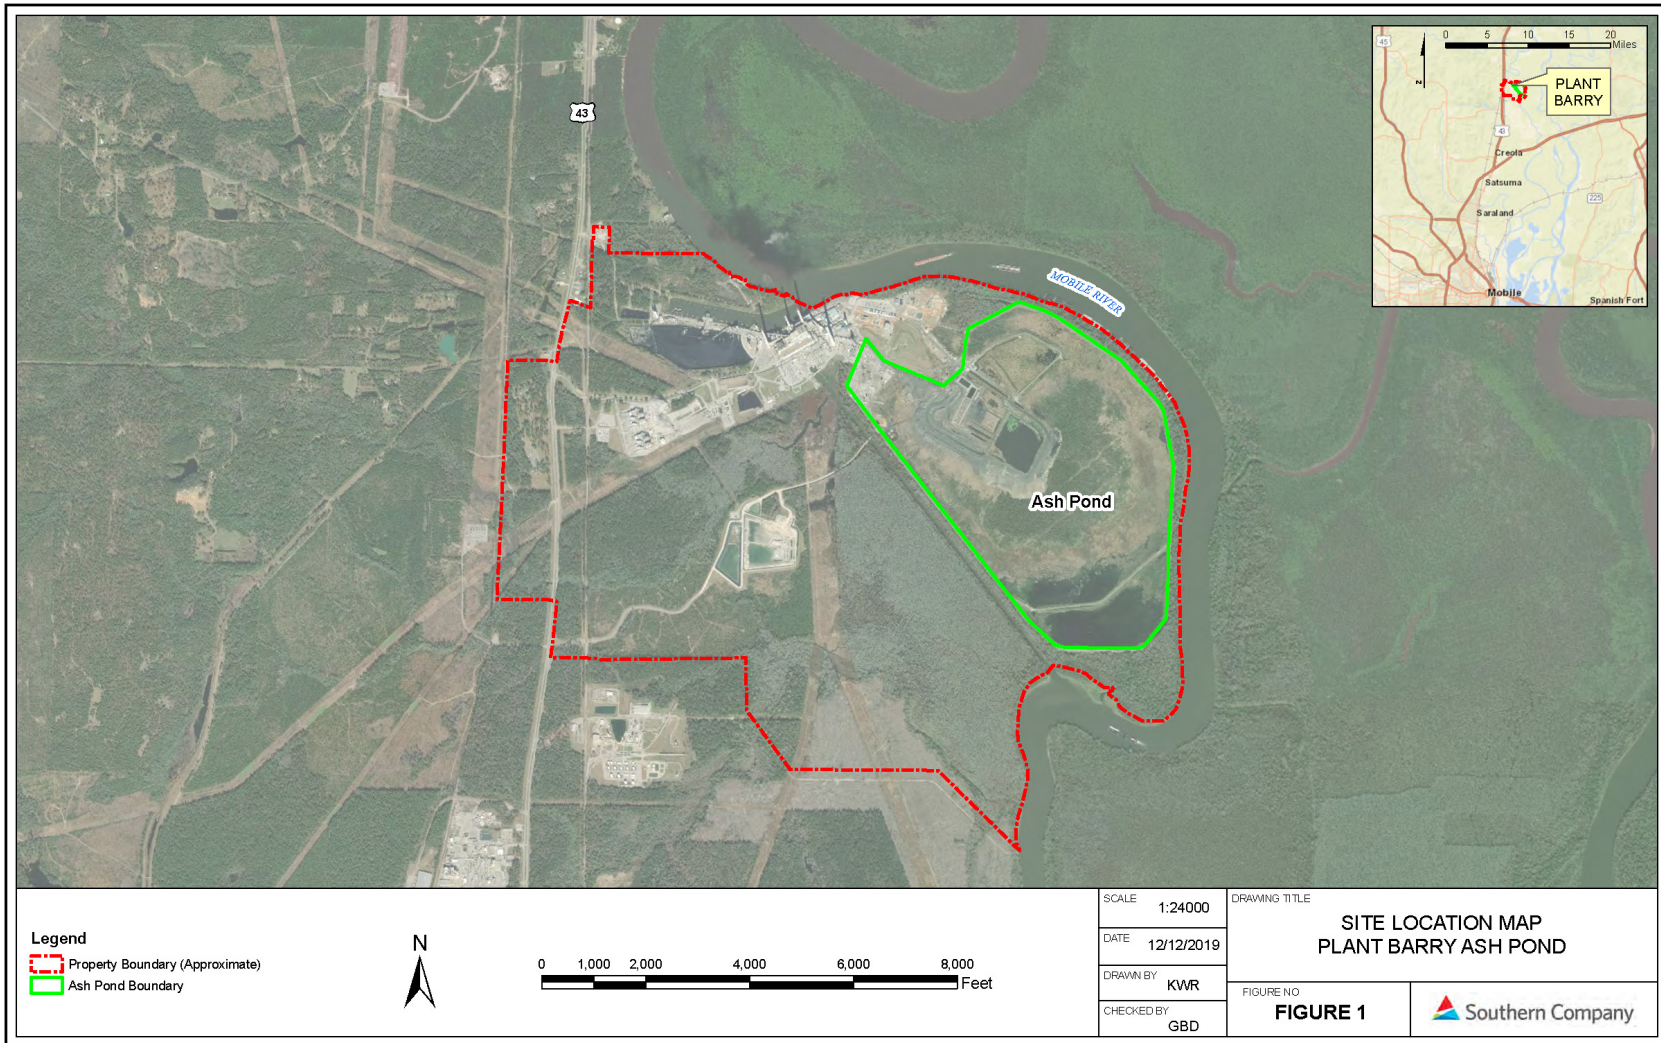 0 5 10 15 20
Miles
45
z
PLANT
BARRY
43
Creola
Satsuma
225
Saraland
Mobile
Spanish Fort
43
MOBILE RIVER
Ash Pond
Legend
Property Boundary (Approximate)
Ash Pond Boundary
N
0 1,000 2,000 4,000 6,000 8,000
Feet
SCALE
1:24000
DATE
12/12/2019
DRAWN BY
KWR
CHECKED BY
GBD
DRAWING TITLE
SITE LOCATION MAP
PLANT BARRY ASH POND
FIGURE NO
FIGURE 1
Southern Company